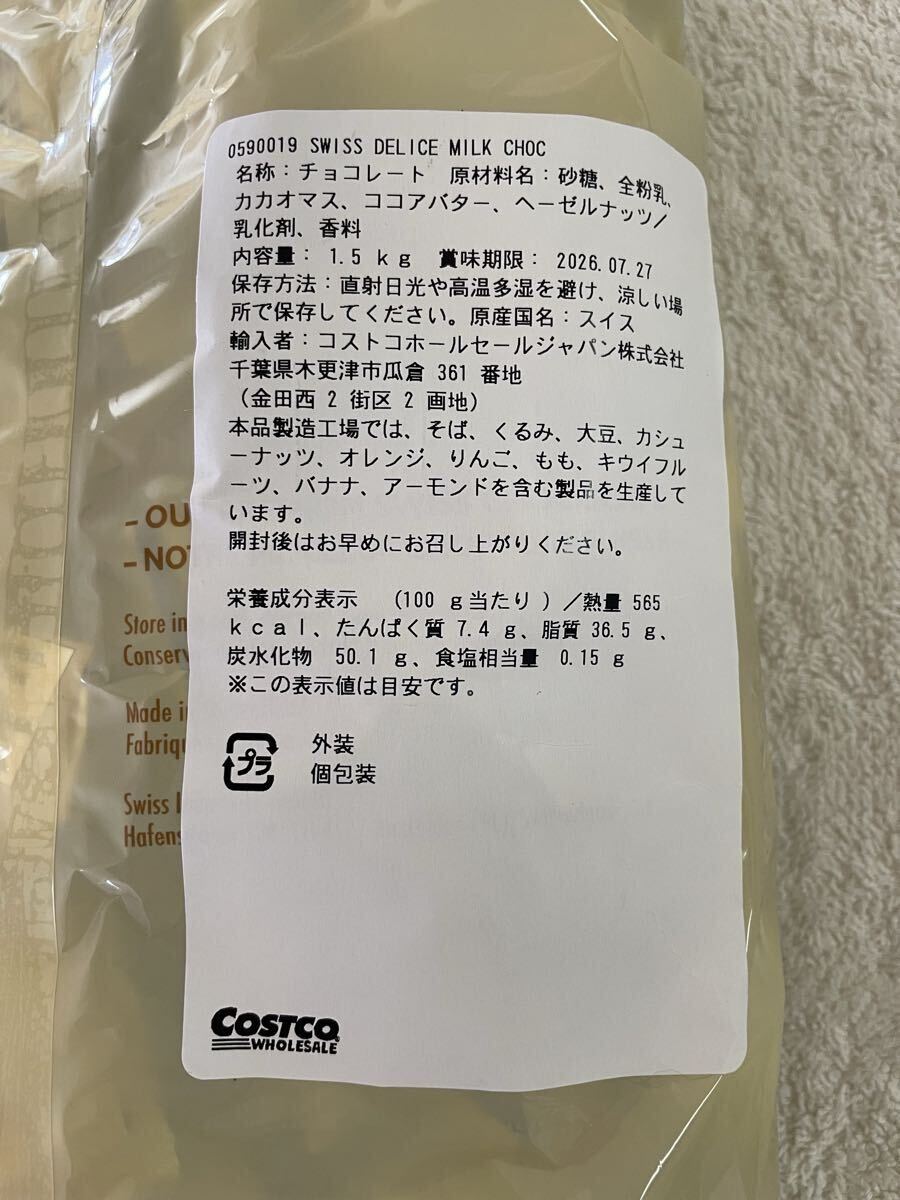 0590019 SWISS DELICE MILK CHOC
名称：チョコレート 原材料名：砂糖、全粉乳、
カカオマス、ココアバター、ヘーゼルナッツ/
乳化剤、香料
内容量： 1.5 kg 賞味期限： 2026.07.27
保存方法：直射日光や高温多湿を避け、涼しい場
所で保存してください。原産国名：スイス
輸入者：コストコホールセールジャパン株式会社
千葉県木更津市瓜倉 361 番地
（金田西 2 街区 2 画地）
本品製造工場では、そば、くるみ、大豆、カシュ
ーナッツ、オレンジ、りんご、もも、キウイフル
ーツ、バナナ、アーモンドを含む製品を生産して
います。
開封後はお早めにお召し上がりください。
栄養成分表示 （100 g当たり ）/熱量 565
kcal、たんぱく質 7.4 g、脂質 36.5 g、
炭水化物 50.1 g、食塩相当量 0.15 g
※この表示値は目安です。
プラ
外装
個包装
COSTCO
WHOLESALE
- OU
- NOT
Store in
Conserv
Made i
Fabriqu
Swiss
Hafens